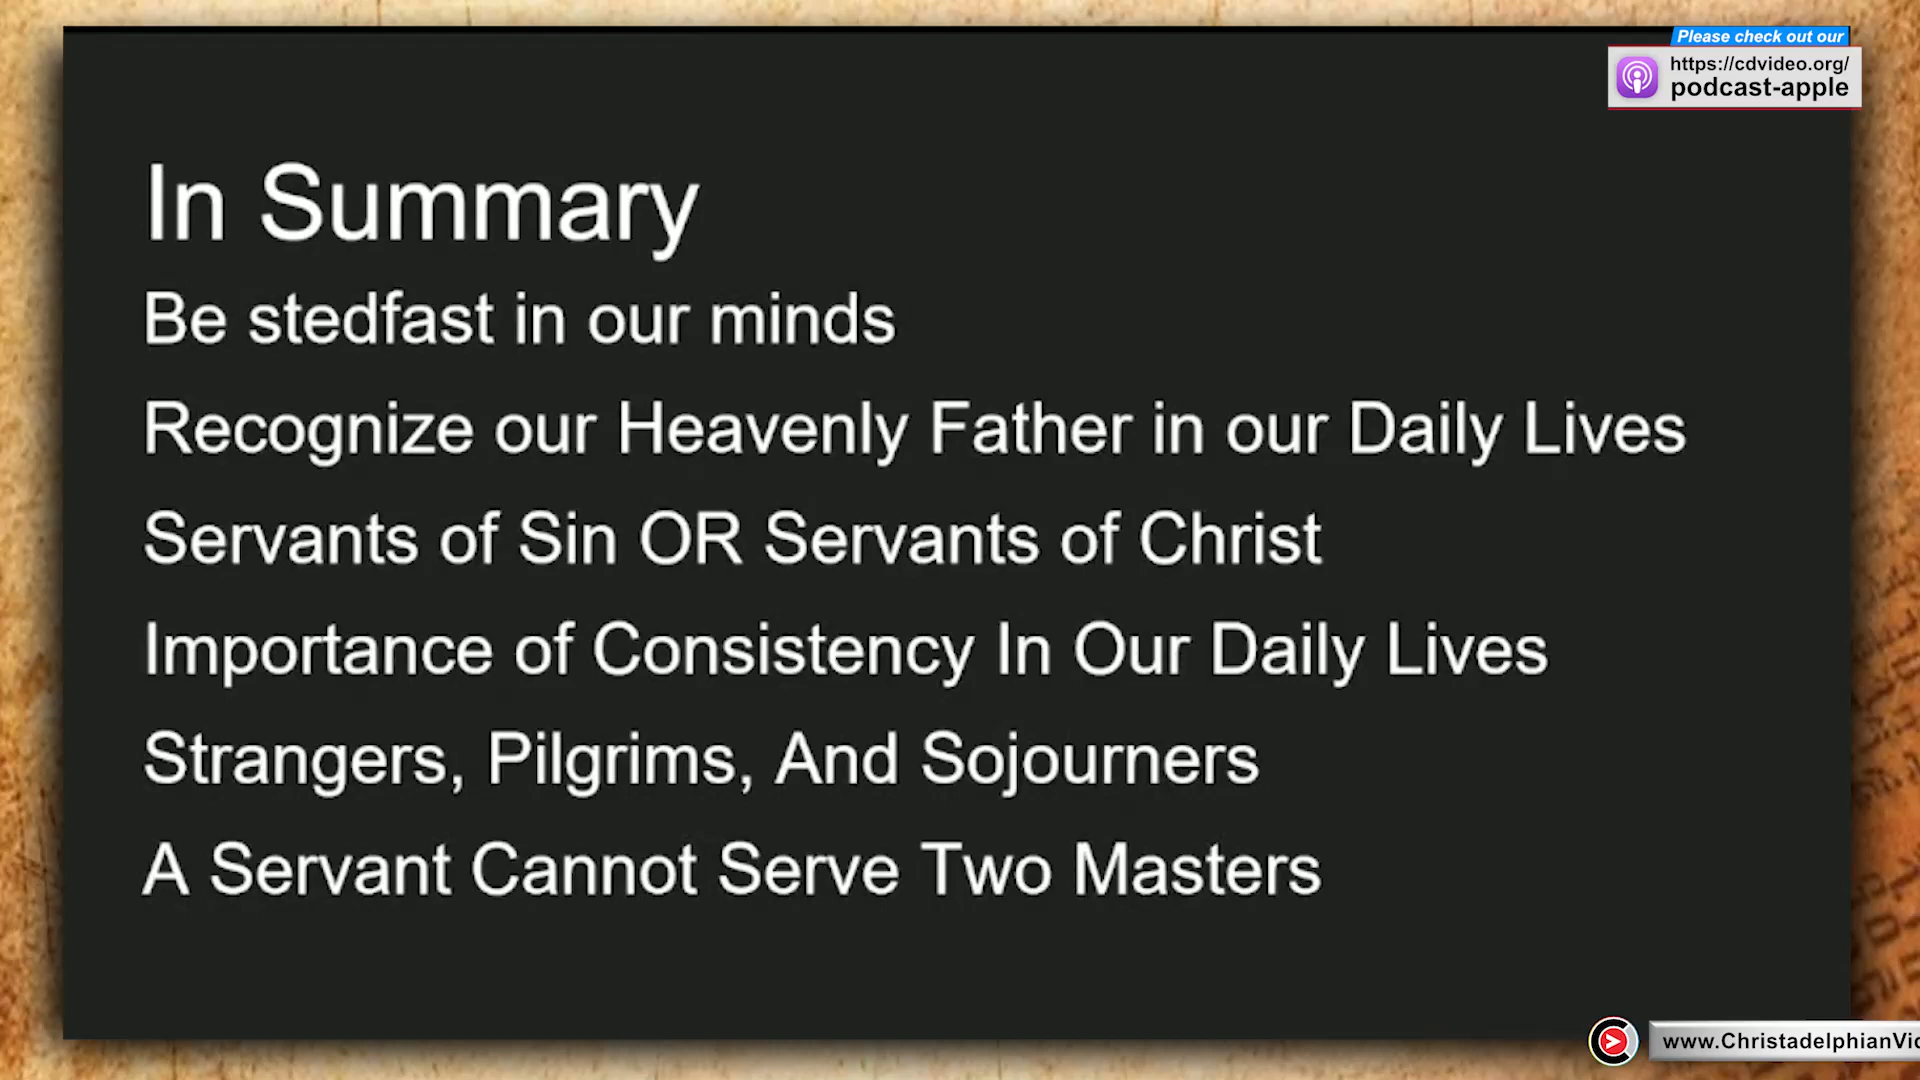 Please check out our
https://cdvideo.org/
podcast-apple
In Summary
Be stedfast in our minds
Recognize our Heavenly Father in our Daily Lives
Servants of Sin OR Servants of Christ
Importance of Consistency In Our Daily Lives
Strangers, Pilgrims, And Sojourners
A Servant Cannot Serve Two Masters